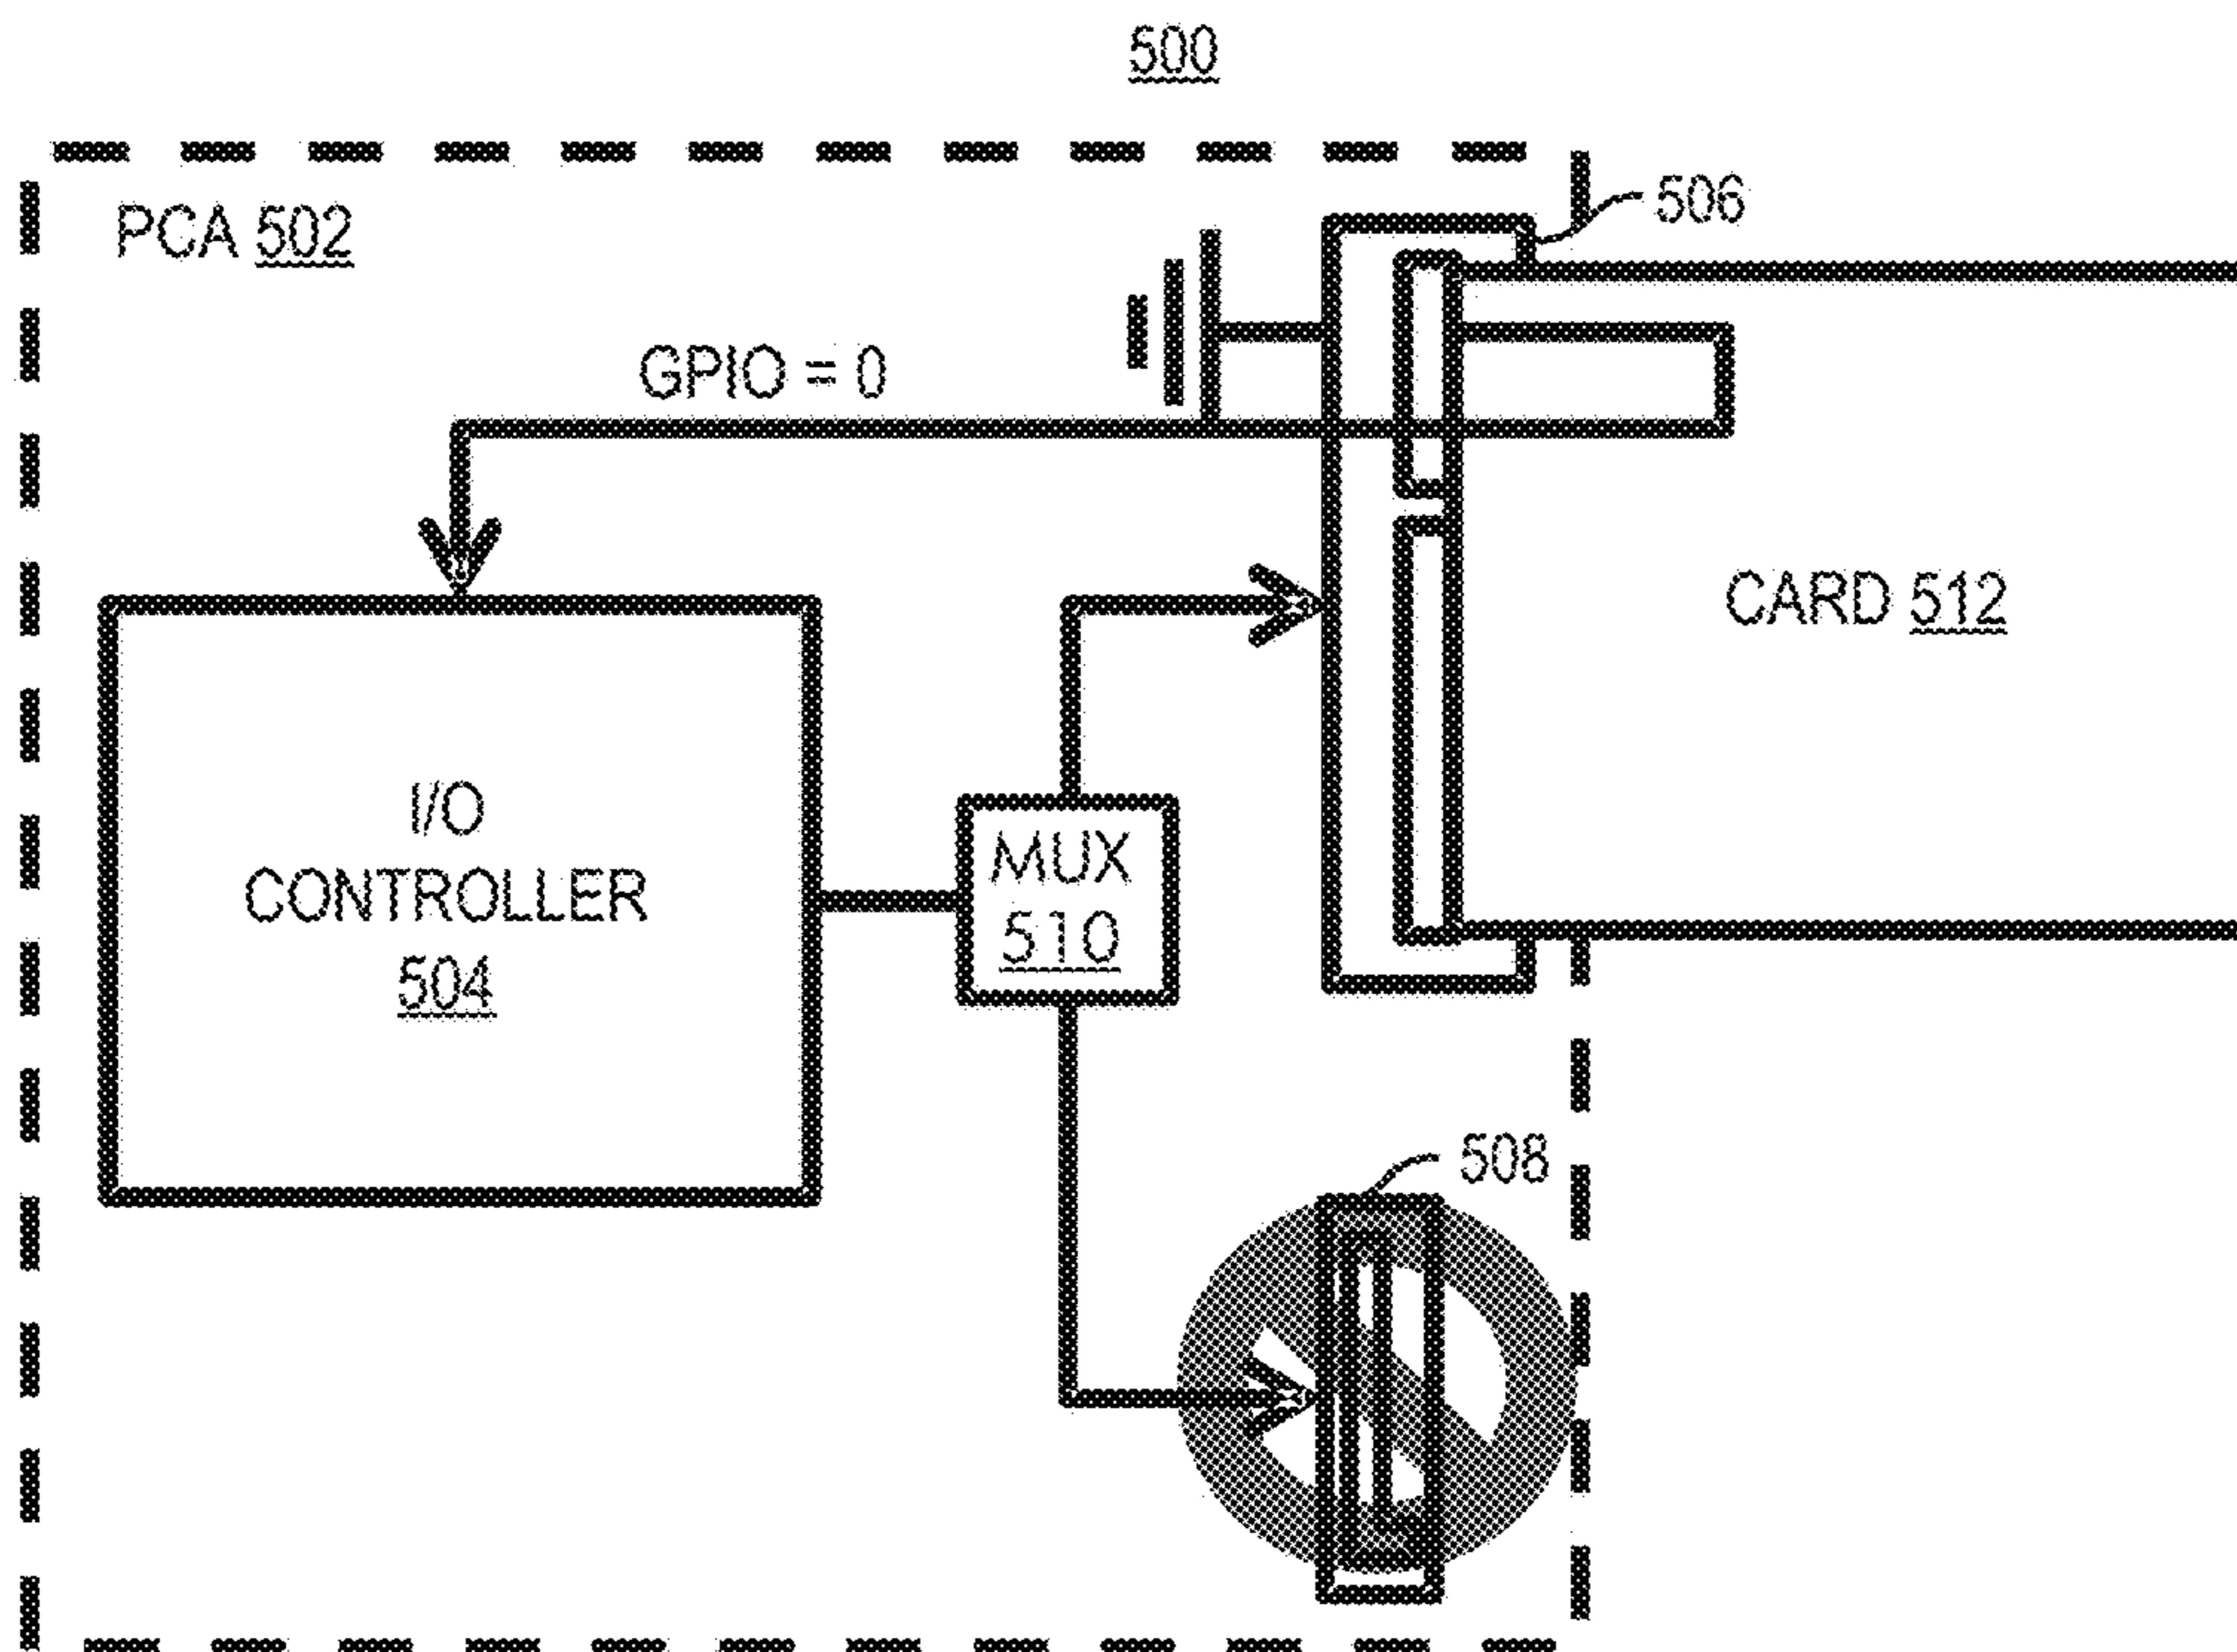 500
PCA 502
506
GPIO = 0
CARD 512
I/O
CONTROLLER
504
MUX
510
508